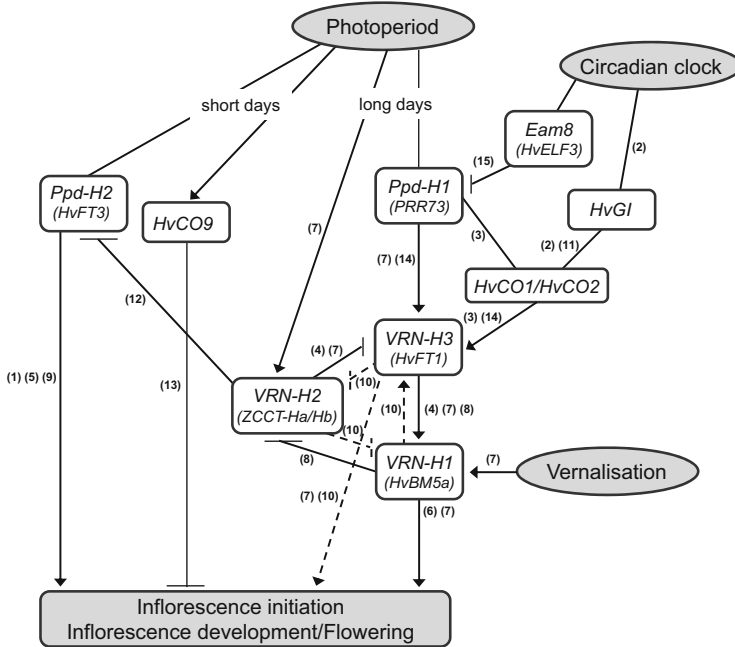 Photoperiod
Circadian clock
short days
long days
Eam8
(HvELF3)
(2)
(15)
Ppd-H2
(HvFT3)
HvCO9
Ppd-H1
(PRR73)
HvGI
(7)
(3)
(2) (11)
(7) (14)
HvCO1/HvCO2
(12)
(3) (14)
VRN-H3
(HvFT1)
(4) (7)
(1) (5) (9)
(13)
(10)
VRN-H2
(ZCCT-Ha/Hb)
(10)
(4) (7) (8)
(10)
(8)
VRN-H1
(HvBM5a)
(7)
Vernalisation
(7) (10)
(6) (7)
Inflorescence initiation
Inflorescence development/Flowering